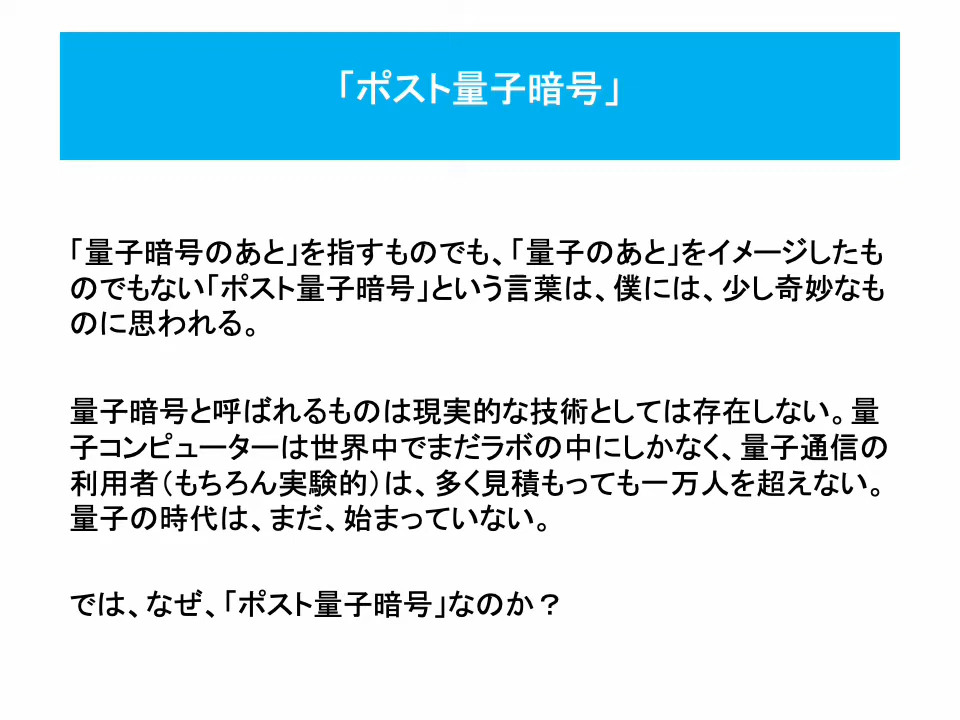 「ポスト量子暗号」
「量子暗号のあと」を指すものでも、「量子のあと」をイメージしたも
のでもない「ポスト量子暗号」という言葉は、僕には、少し奇妙なも
のに思われる。
量子暗号と呼ばれるものは現実的な技術としては存在しない。量
子コンピューターは世界中でまだラボの中にしかなく、量子通信の
利用者（もちろん実験的）は、多く見積もっても一万人を超えない。
量子の時代は、まだ、始まっていない。
では、なぜ、「ポスト量子暗号」なのか？